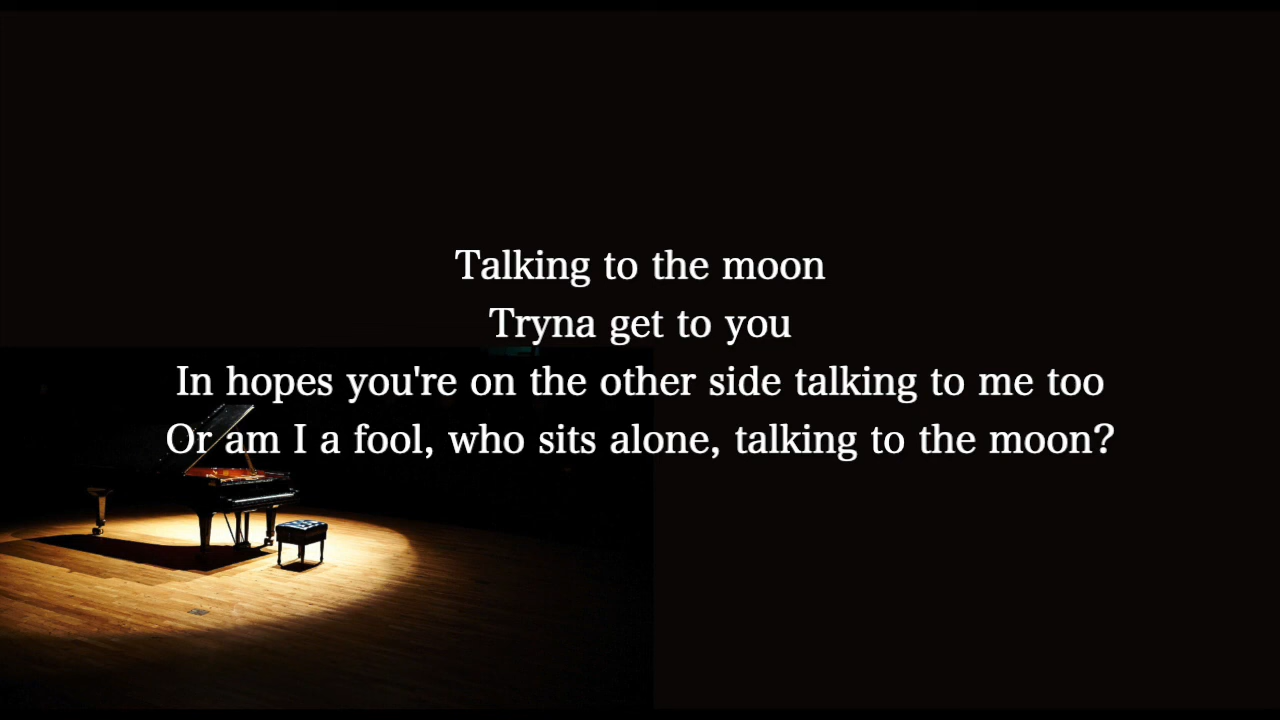 Talking to the moon
Tryna get to you
In hopes you're on the other side talking to me too
Or am I a fool, who sits alone, talking to the moon?